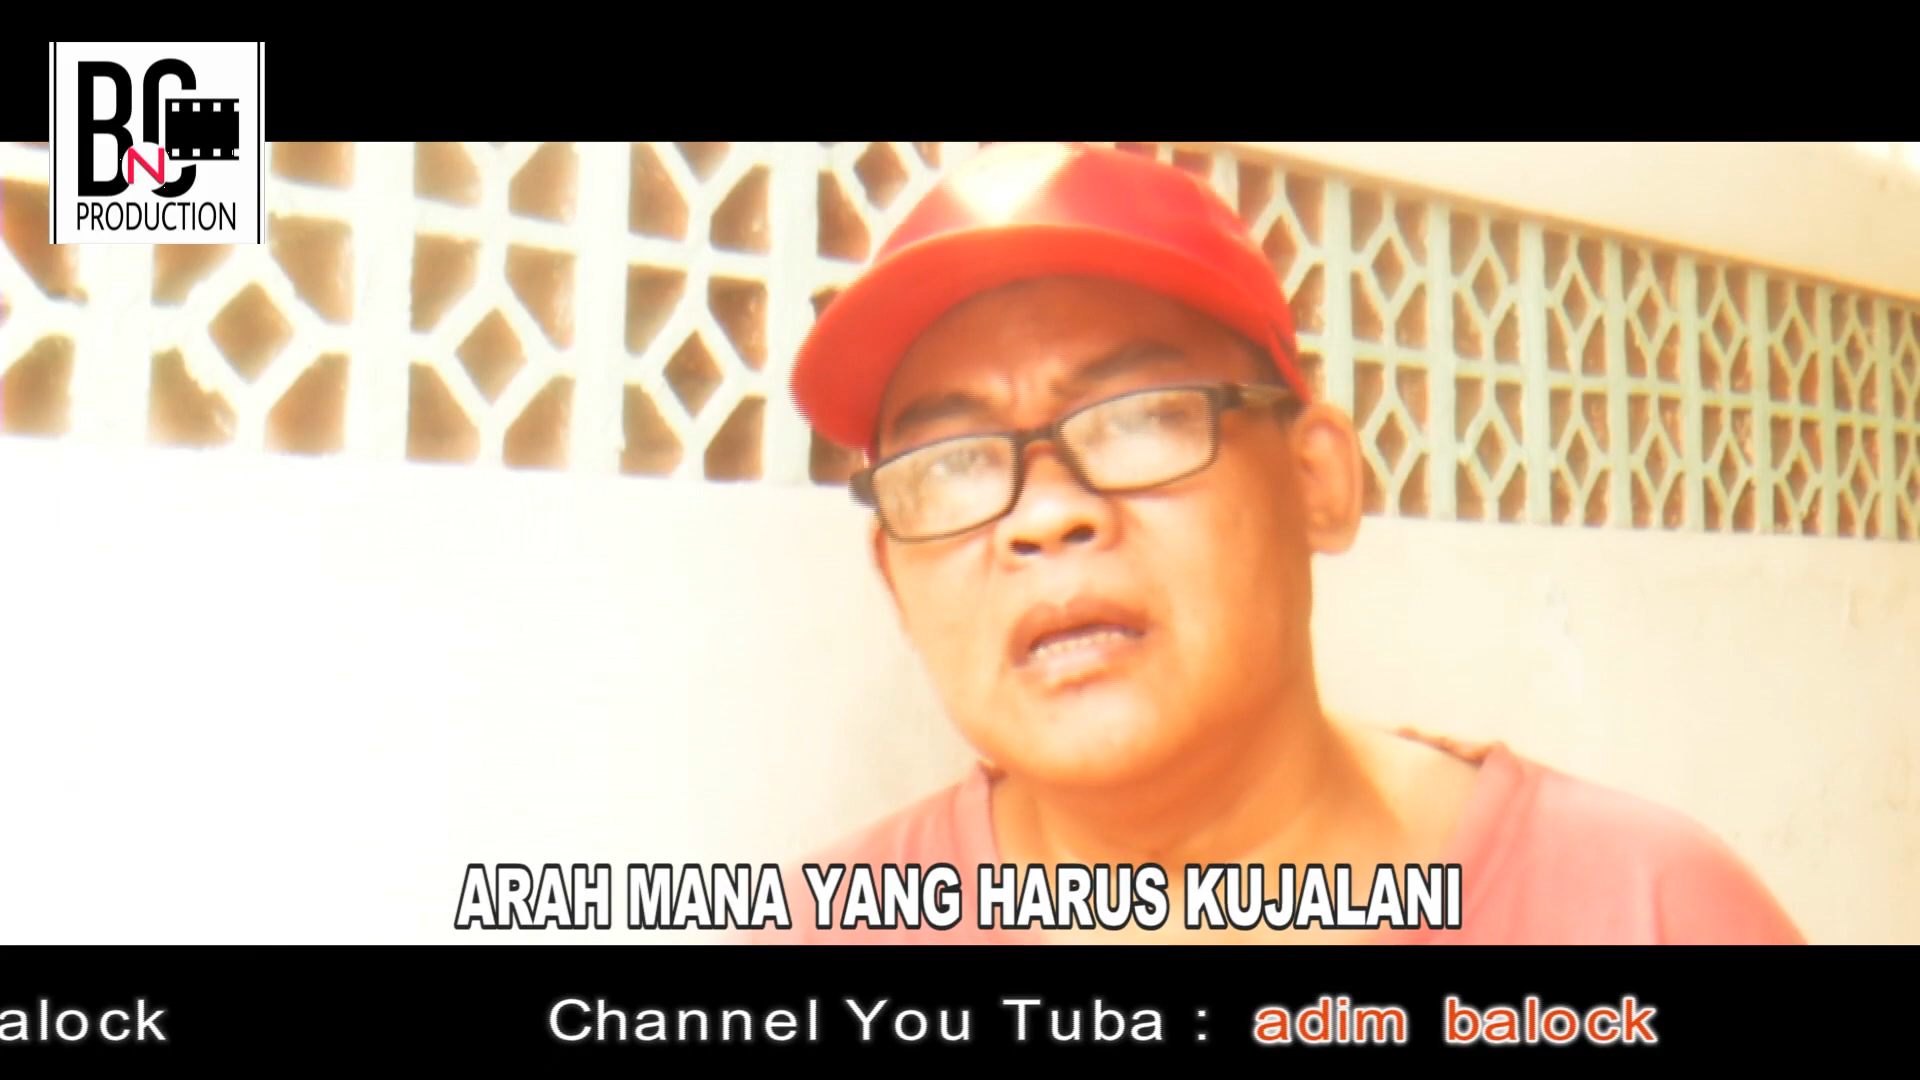 BNC
PRODUCTION
ARAH MANA YANG HARUS KUJALANI
alock Channel You Tuba : adim balock